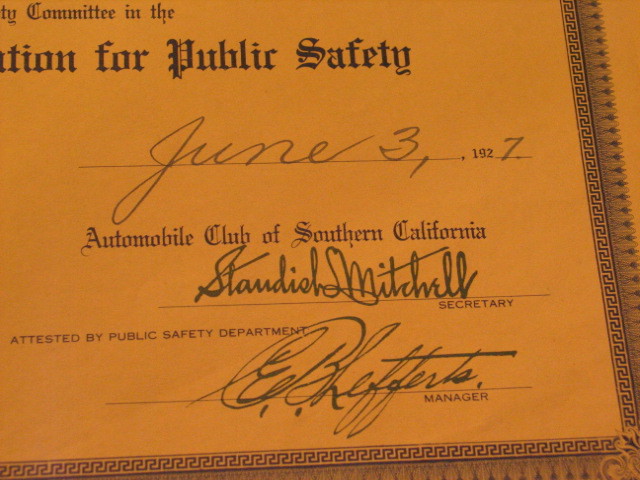 ty Committee in the
ation for Public Safety
June 3, , 1927.
Automobile Club of Southern California
Standish L Mitchell
SECRETARY
ATTESTED BY PUBLIC SAFETY DEPARTMENT
E. B. Lefferts.
MANAGER